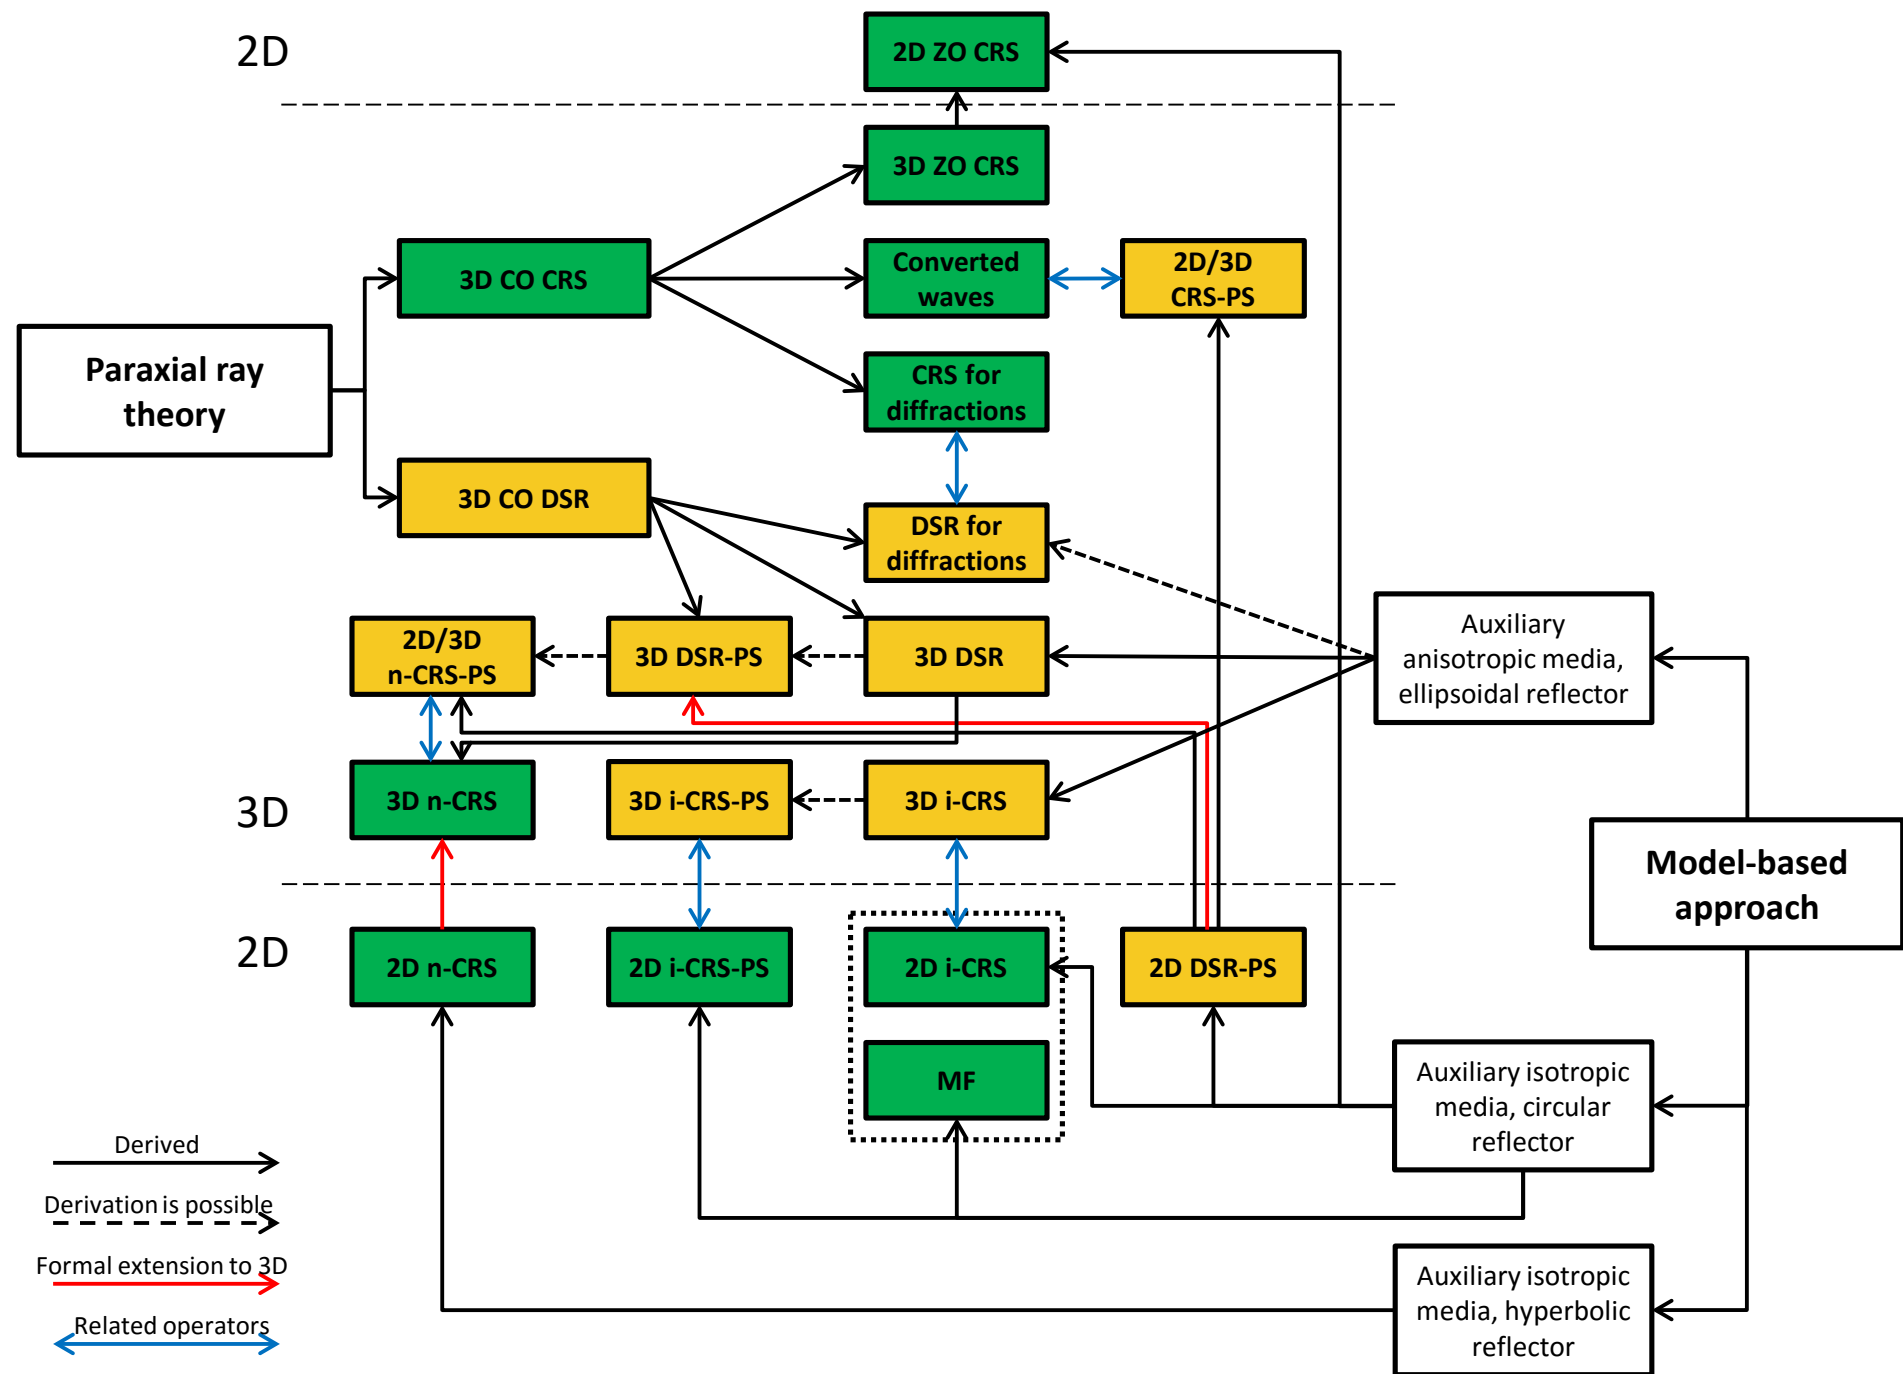 2D
2D ZO CRS
3D ZO CRS
3D CO CRS
Converted
waves
2D/3D
CRS-PS
Paraxial ray
theory
CRS for
diffractions
3D CO DSR
DSR for
diffractions
2D/3D
n-CRS-PS
3D DSR-PS
3D DSR
Auxiliary
anisotropic media,
ellipsoidal reflector
3D
3D n-CRS
3D i-CRS-PS
3D i-CRS
Model-based
approach
2D
2D n-CRS
2D i-CRS-PS
2D i-CRS
2D DSR-PS
MF
Auxiliary isotropic
media, circular
reflector
Derived
Derivation is possible
Formal extension to 3D
Related operators
Auxiliary isotropic
media, hyperbolic
reflector